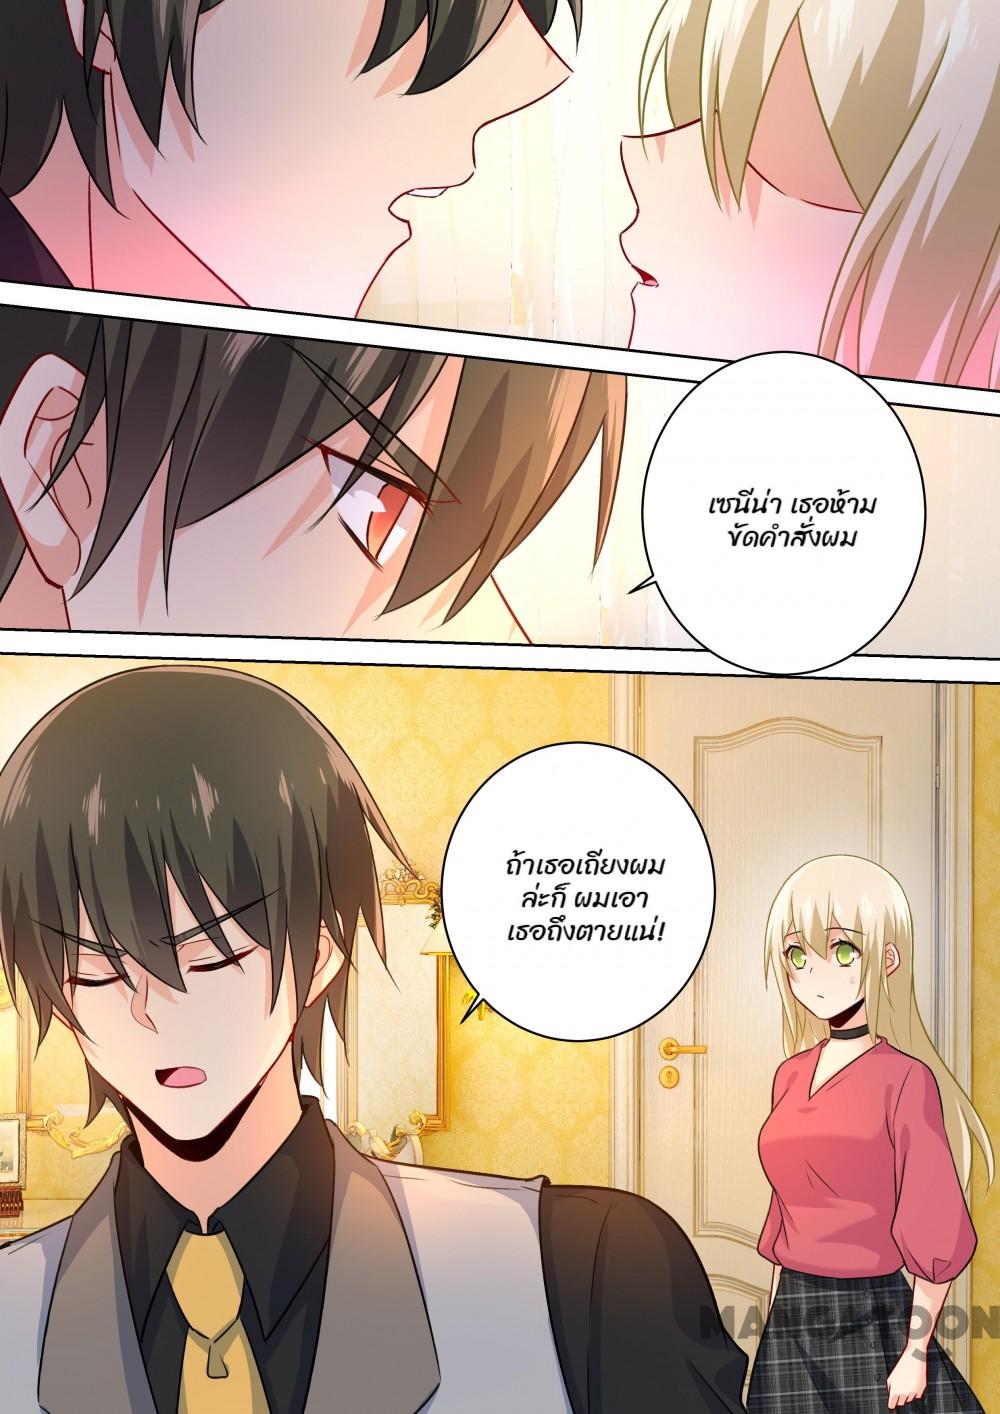 เซนีน่า เธอห้าม
ขัดคำสั่งผม
ถ้าเธอเถียงผม
ล่ะก็ ผมเอา
เธอถึงตายแน่!
MANGATOON